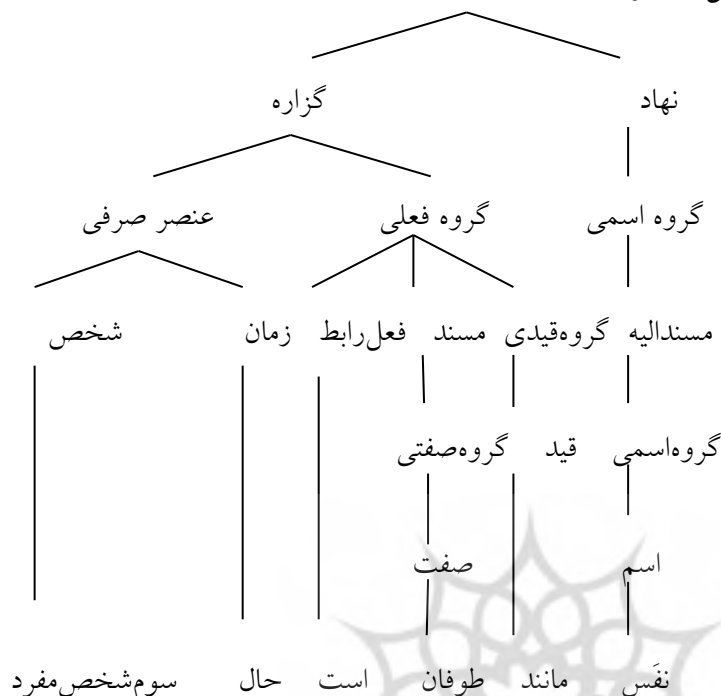 نهاد گزاره
گروه اسمی گروه فعلی عنصر صرفی
مسندالیه گروه‌قیدی مسند فعل‌رابط زمان شخص
گروه‌اسمی قید گروه‌صفتی
اسم صفت
نفَس مانند طوفان است حال سوم‌شخص‌مفرد